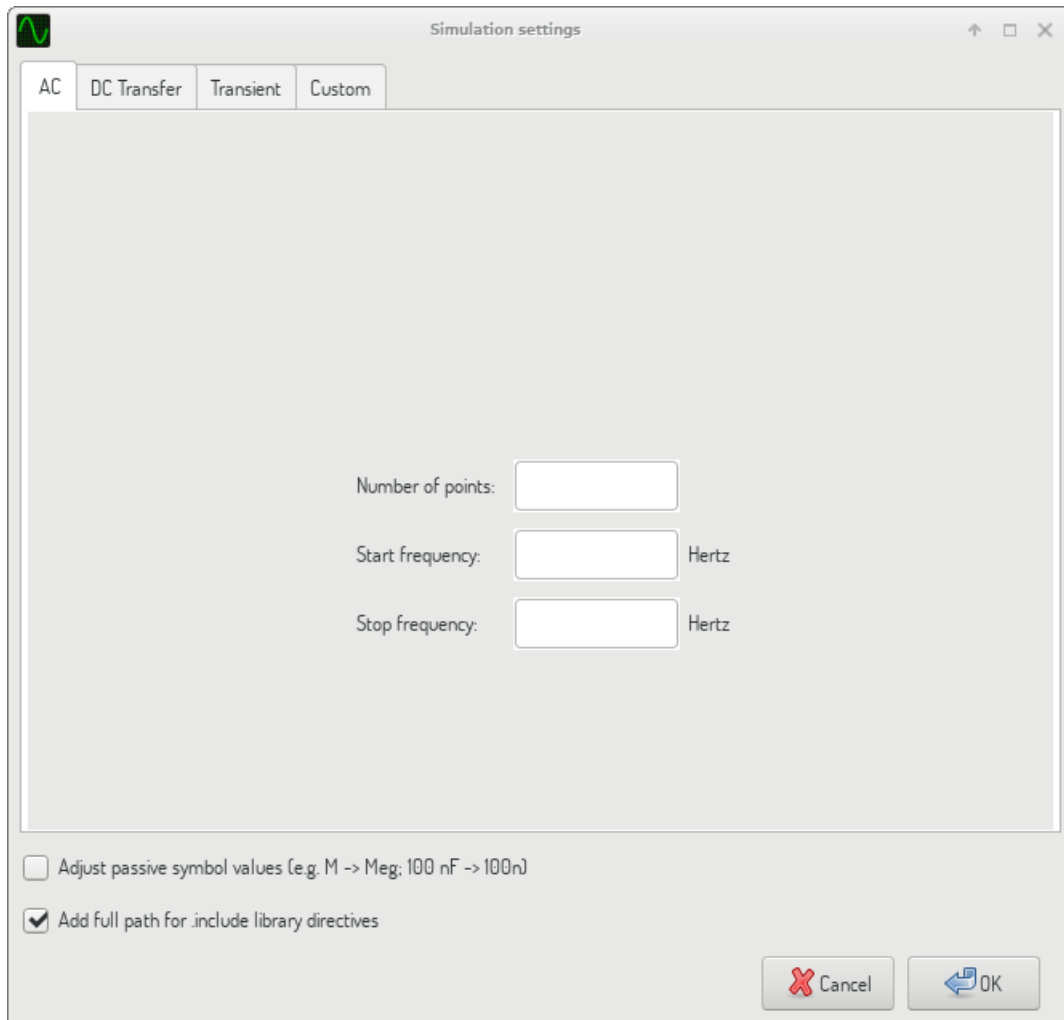 Simulation settings
AC DC Transfer Transient Custom
Number of points:
Start frequency: Hertz
Stop frequency: Hertz
Adjust passive symbol values (e.g. M -> Meg; 100 nF -> 100n)
Add full path for .include library directives
Cancel OK